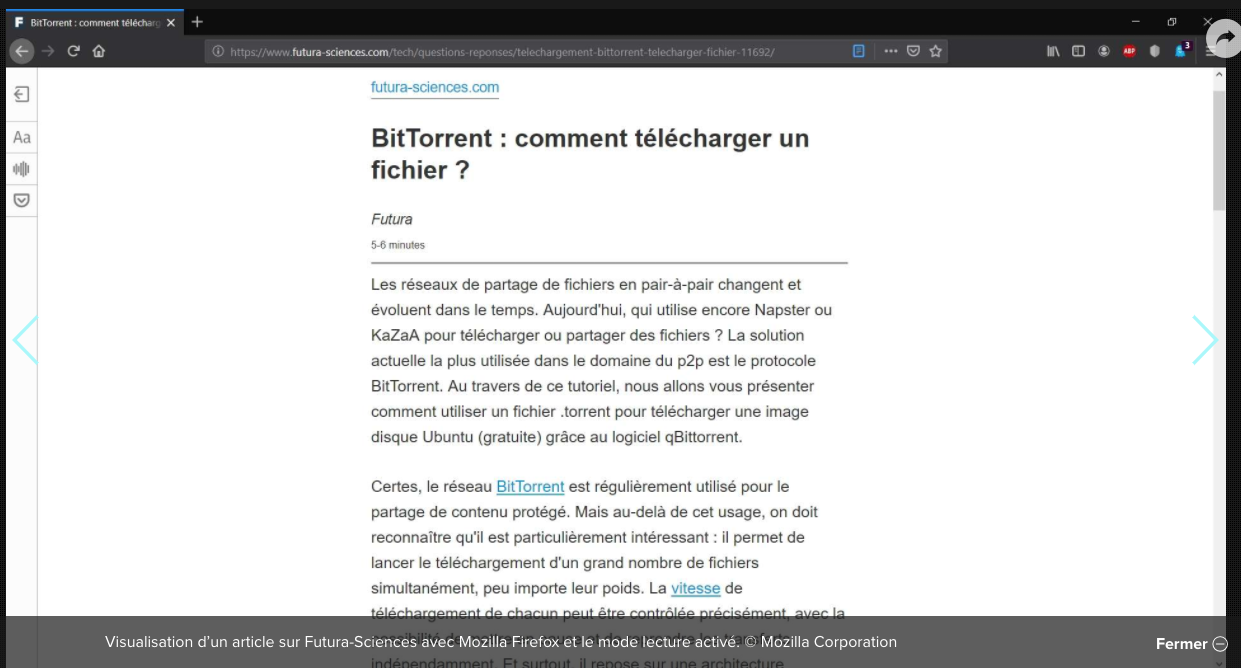 BitTorrent : comment télécharg
https://www.futura-sciences.com/tech/questions-reponses/telechargement-bittorrent-telecharger-fichier-11692/
ABP
3
futura-sciences.com
Aa
BitTorrent : comment télécharger un
fichier ?
Futura
5-6 minutes
Les réseaux de partage de fichiers en pair-à-pair changent et
évoluent dans le temps. Aujourd'hui, qui utilise encore Napster ou
KaZaA pour télécharger ou partager des fichiers ? La solution
actuelle la plus utilisée dans le domaine du p2p est le protocole
BitTorrent. Au travers de ce tutoriel, nous allons vous présenter
comment utiliser un fichier .torrent pour télécharger une image
disque Ubuntu (gratuite) grâce au logiciel qBittorrent.
Certes, le réseau BitTorrent est régulièrement utilisé pour le
partage de contenu protégé. Mais au-delà de cet usage, on doit
reconnaître qu'il est particulièrement intéressant : il permet de
lancer le téléchargement d'un grand nombre de fichiers
simultanément, peu importe leur poids. La vitesse de
téléchargement de chacun peut être contrôlée précisément, avec la
Visualisation d'un article sur Futura-Sciences avec Mozilla Firefox et le mode lecture activé. © Mozilla Corporation
Fermer
indépendamment. Et surtout, il repose sur une architecture